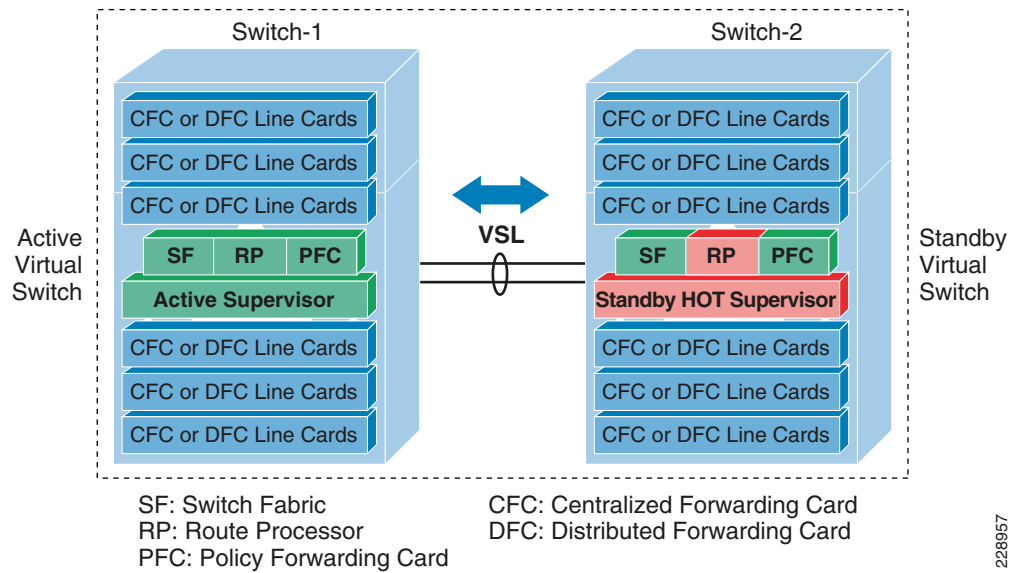 Switch-1
Switch-2
CFC or DFC Line Cards
CFC or DFC Line Cards
CFC or DFC Line Cards
CFC or DFC Line Cards
CFC or DFC Line Cards
CFC or DFC Line Cards
Active
Virtual
Switch
SF RP PFC
Active Supervisor
VSL
SF RP PFC
Standby HOT Supervisor
Standby
Virtual
Switch
CFC or DFC Line Cards
CFC or DFC Line Cards
CFC or DFC Line Cards
CFC or DFC Line Cards
CFC or DFC Line Cards
CFC or DFC Line Cards
SF: Switch Fabric
RP: Route Processor
PFC: Policy Forwarding Card
CFC: Centralized Forwarding Card
DFC: Distributed Forwarding Card
228957